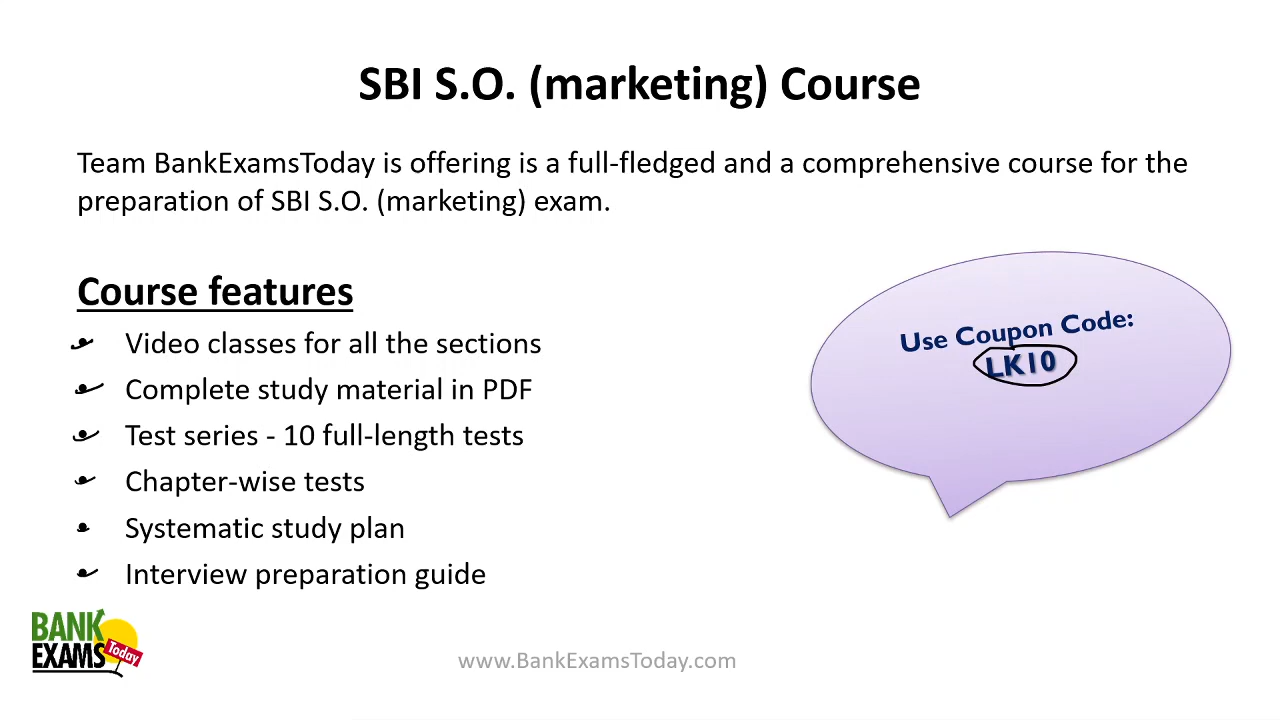 SBI S.O. (marketing) Course
Team BankExamsToday is offering is a full-fledged and a comprehensive course for the
preparation of SBI S.O. (marketing) exam.
Course features
Video classes for all the sections
Complete study material in PDF
Test series - 10 full-length tests
Chapter-wise tests
Systematic study plan
Interview preparation guide
Use Coupon Code:
LK10
BANK
EXAMS Today
www.BankExamsToday.com